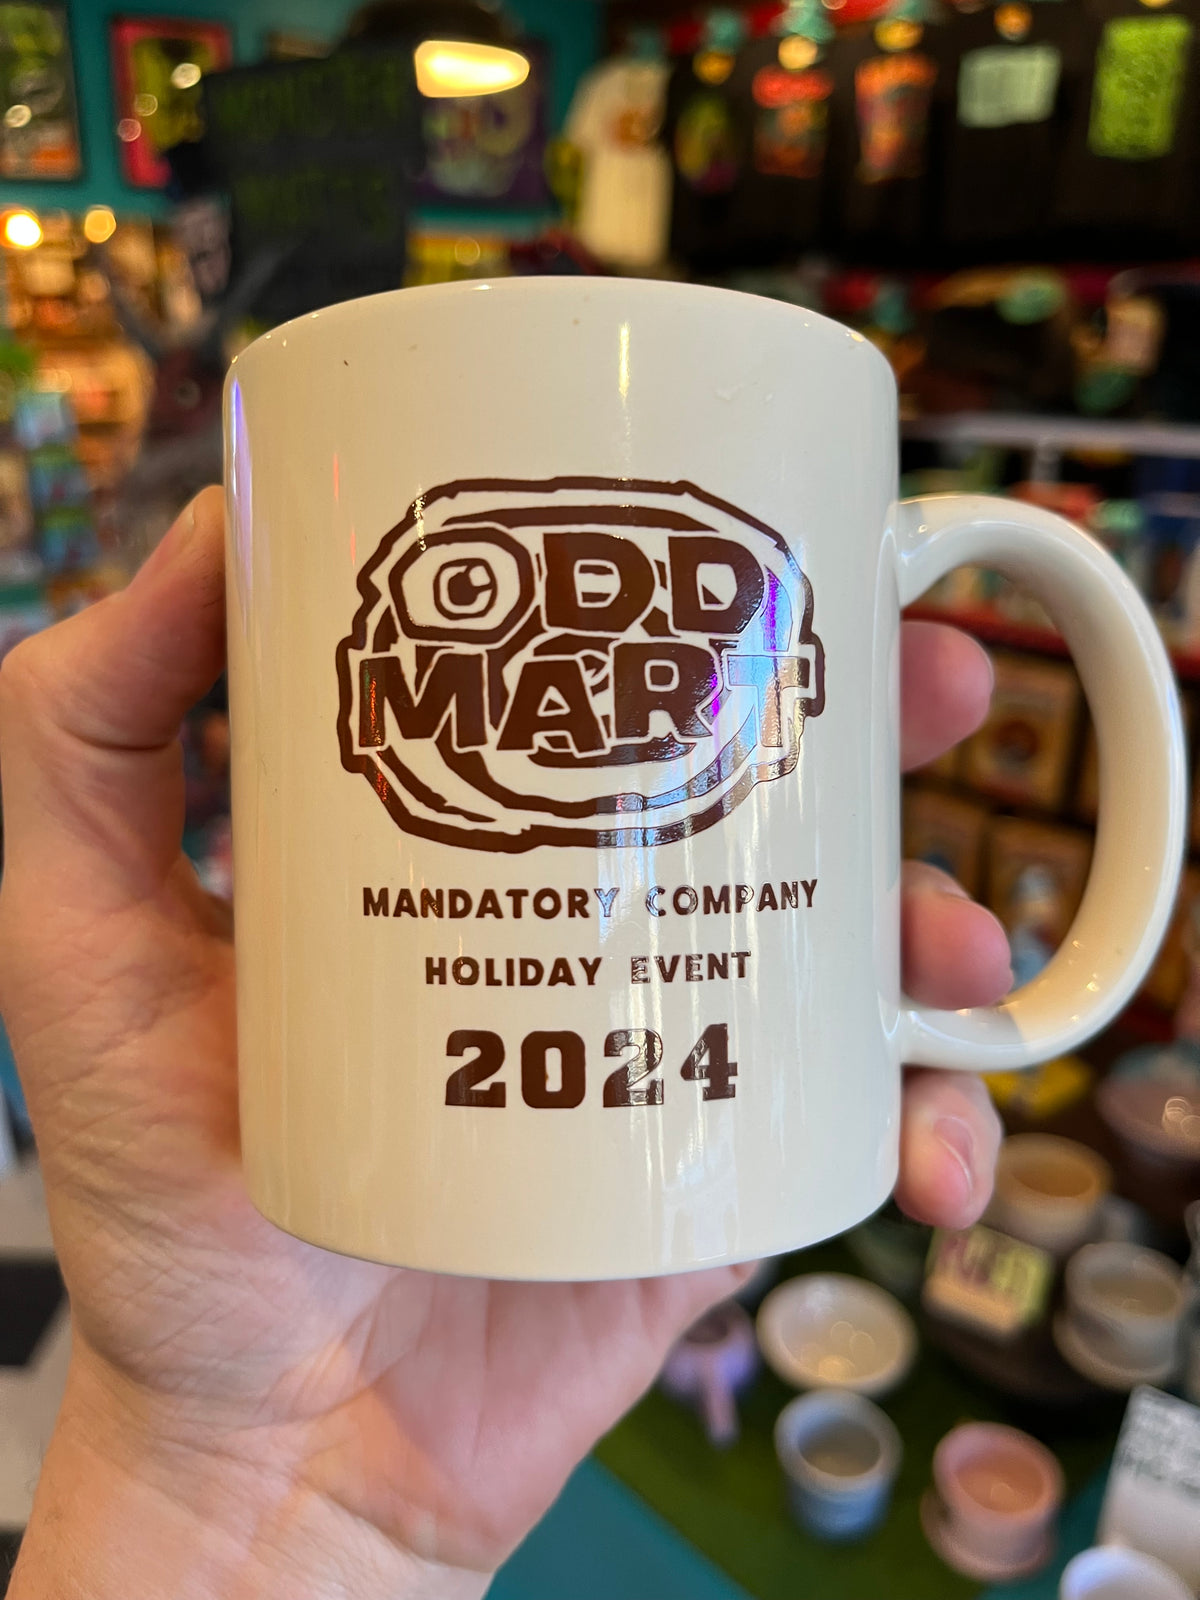 ODD
MART
MANDATORY COMPANY
HOLIDAY EVENT
2024